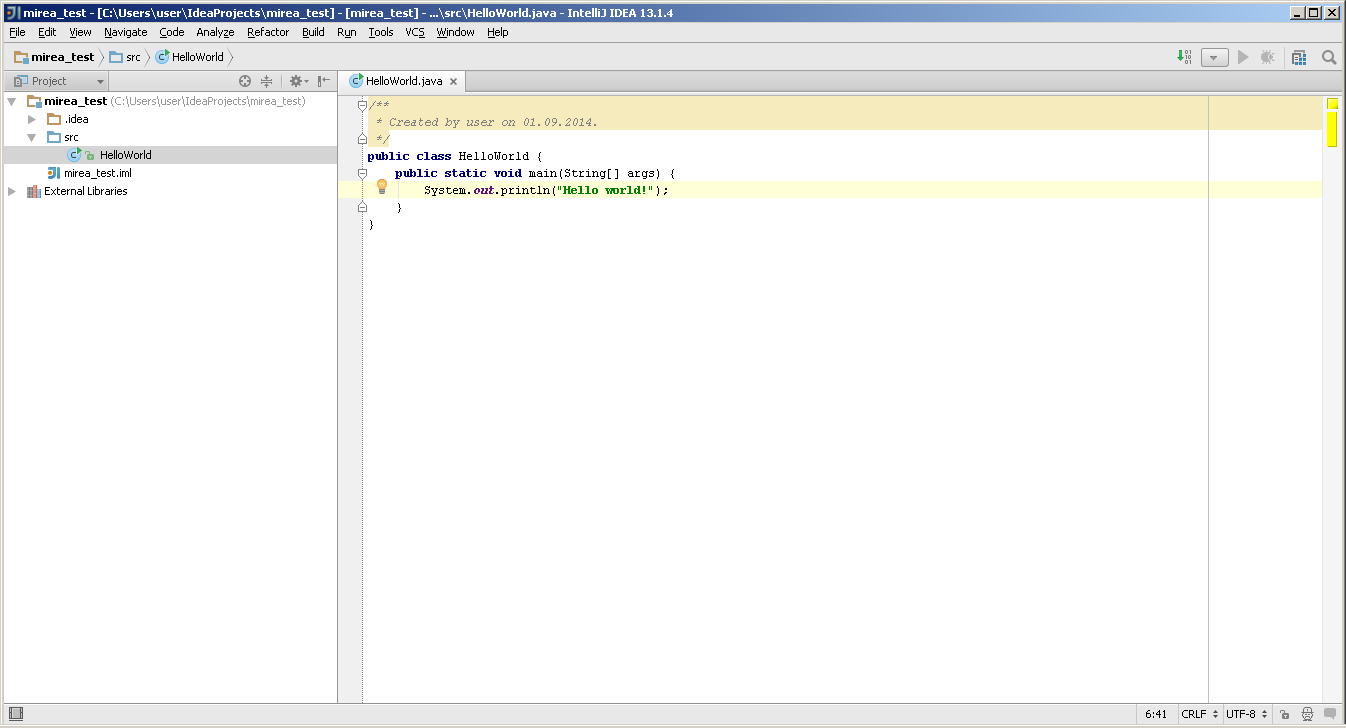 mirea_test - [C:\Users\user\IdeaProjects\mirea_test] - [mirea_test] - ...\src\HelloWorld.java - IntelliJ IDEA 13.1.4
File Edit View Navigate Code Analyze Refactor Build Run Tools VCS Window Help
mirea_test src HelloWorld
Project
HelloWorld.java
mirea_test (C:\Users\user\IdeaProjects\mirea_test)
.idea
src
HelloWorld
mirea_test.iml
External Libraries
/**
 * Created by user on 01.09.2014.
 */
public class HelloWorld {
    public static void main(String[] args) {
        System.out.println("Hello world!");
    }
}
6:41 CRLF UTF-8